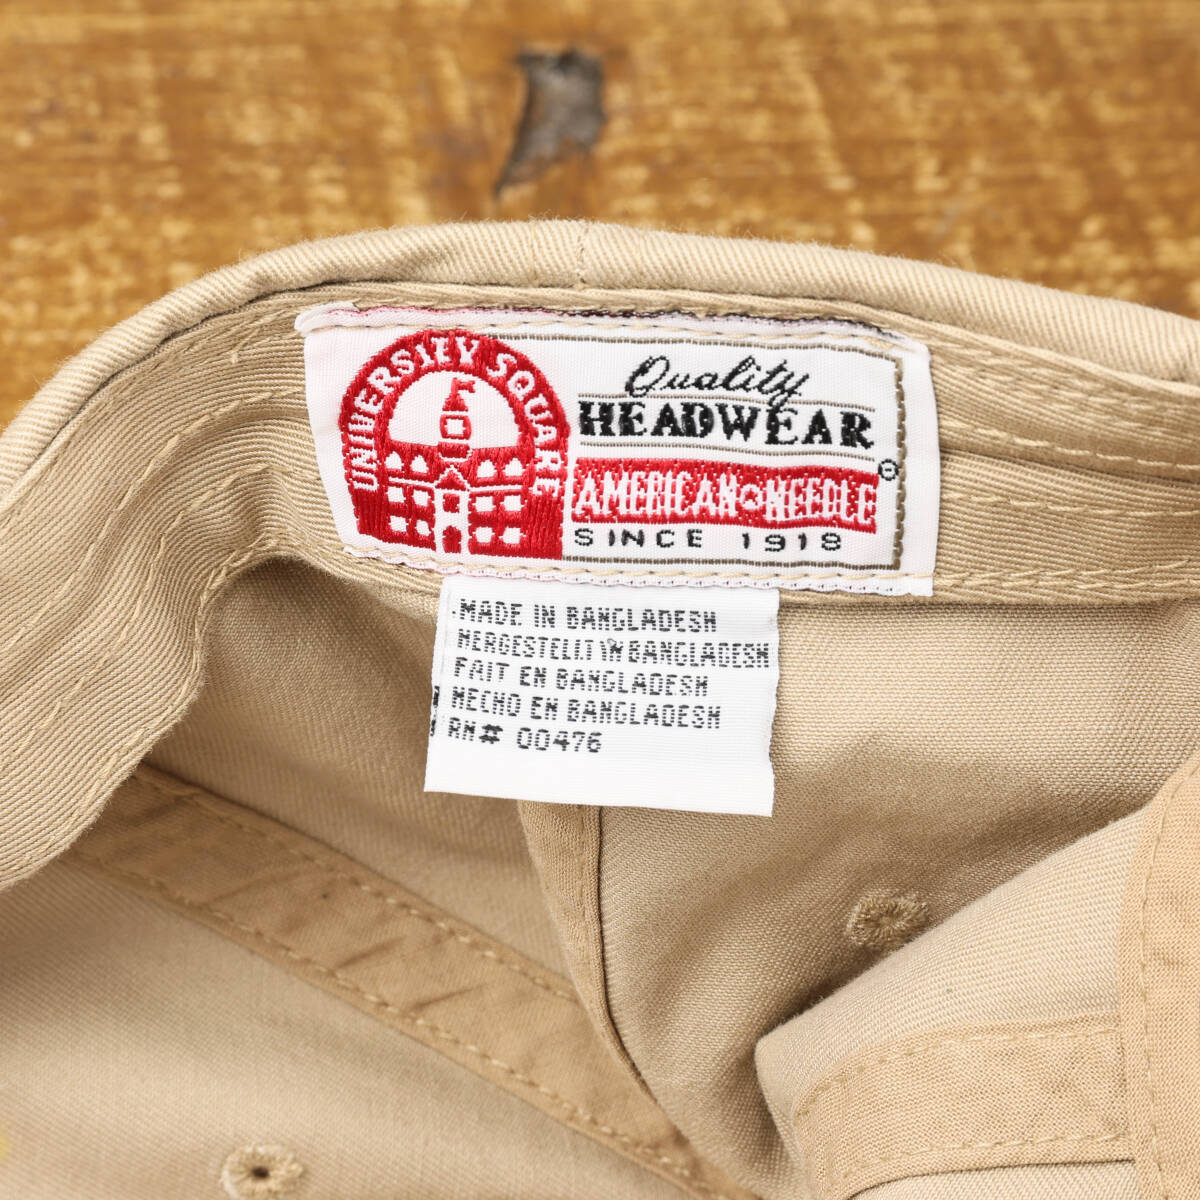 UNIVERSITY SQUARE
Quality
HEADWEAR
®
AMERICAN NEEDLE
SINCE 1918
MADE IN BANGLADESH
HERGESTELLT IN BANGLADESH
FAIT EN BANGLADESH
HECHO EN BANGLADESH
RN# 00476